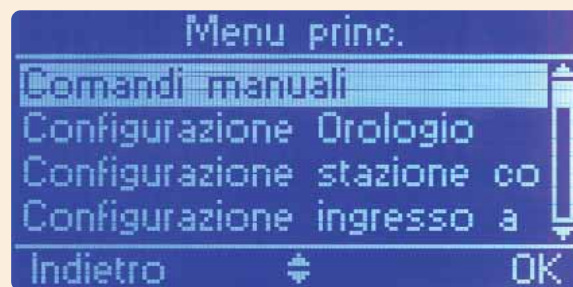 Menu princ.
Comandi manuali
Configurazione Orologio
Configurazione stazione co
Configurazione ingresso a
Indietro OK